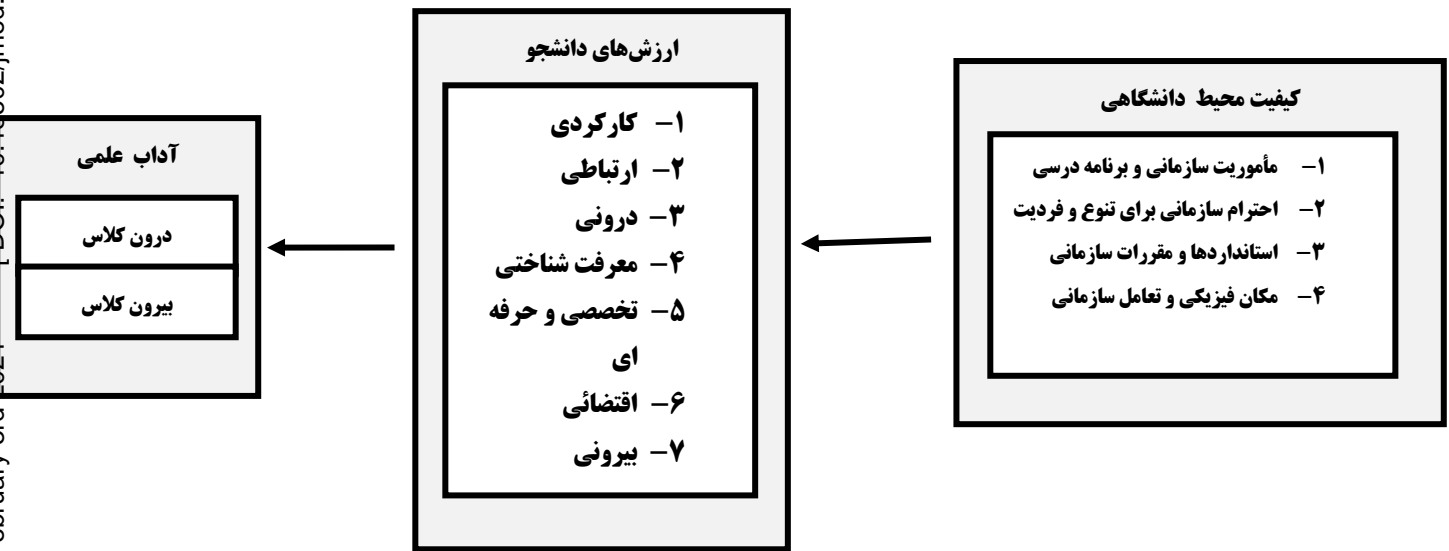 کیفیت محیط دانشگاهی
۱- مأموریت سازمانی و برنامه درسی
۲- احترام سازمانی برای تنوع و فردیت
۳- استانداردها و مقررات سازمانی
۴- مکان فیزیکی و تعامل سازمانی
ارزش‌های دانشجو
۱- کارکردی
۲- ارتباطی
۳- درونی
۴- معرفت شناختی
۵- تخصصی و حرفه
ای
۶- اقتضائی
۷- بیرونی
آداب علمی
درون کلاس
بیرون کلاس